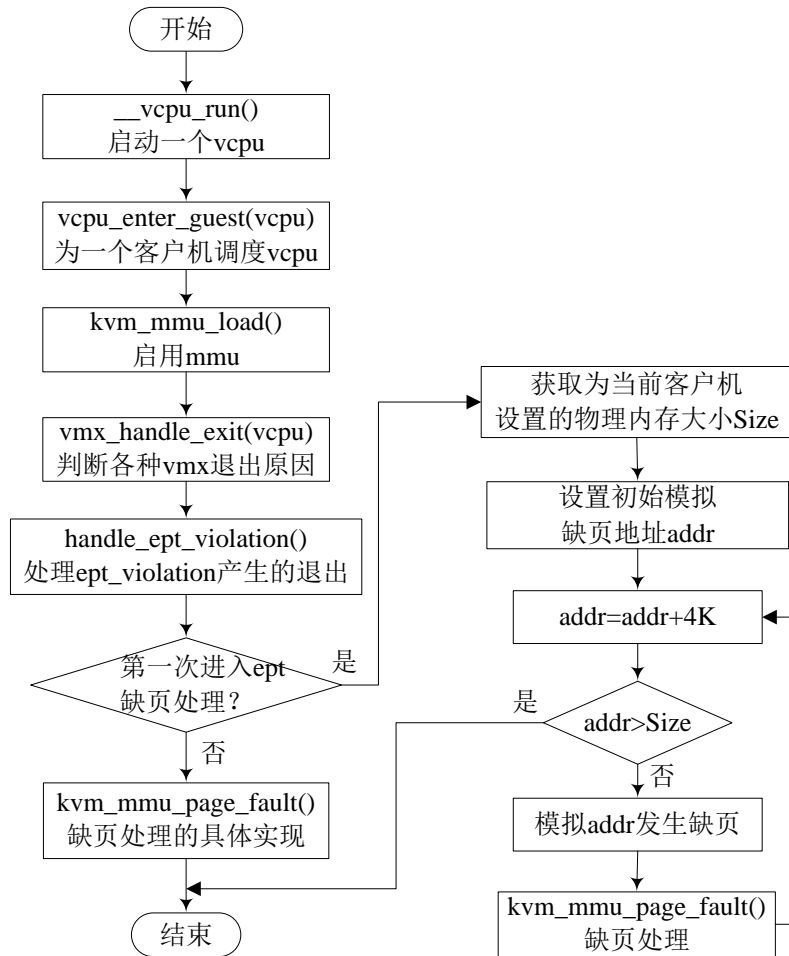 开始
__vcpu_run()
启动一个vcpu
vcpu_enter_guest(vcpu)
为一个客户机调度vcpu
kvm_mmu_load()
启用mmu
vmx_handle_exit(vcpu)
判断各种vmx退出原因
handle_ept_violation()
处理ept_violation产生的退出
第一次进入ept
缺页处理？
是
否
kvm_mmu_page_fault()
缺页处理的具体实现
结束
获取为当前客户机
设置的物理内存大小Size
设置初始模拟
缺页地址addr
addr=addr+4K
addr>Size
是
否
模拟addr发生缺页
kvm_mmu_page_fault()
缺页处理